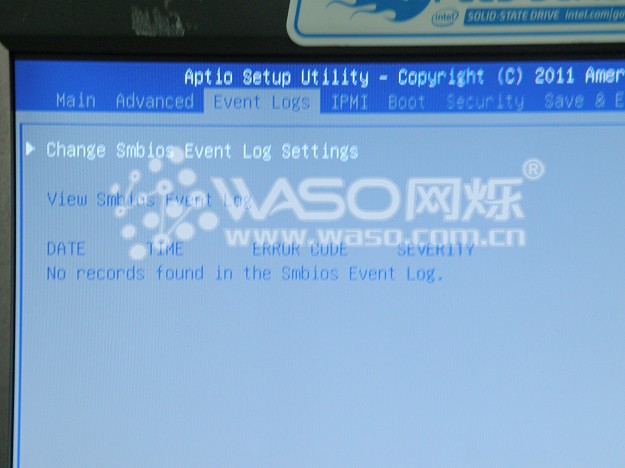 intel SOLID-STATE DRIVE intel.com/go
Aptio Setup Utility - Copyright (C) 2011 Amer
Main Advanced Event Logs IPMI Boot Security Save & E
Change Smbios Event Log Settings
View Smbios Event Log
WASO网烁®
www.waso.com.cn
DATE TIME ERROR CODE SEVERITY
No records found in the Smbios Event Log.